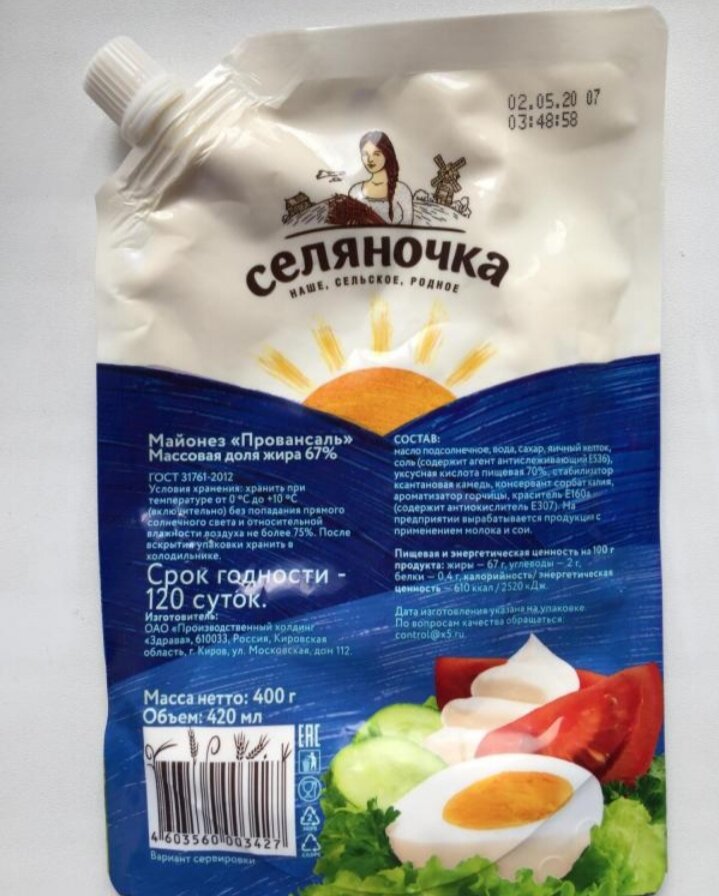 02.05.20 07
03:48:58
селяночка
НАШЕ, СЕЛЬСКОЕ, РОДНОЕ
Майонез «Провансаль»
Массовая доля жира 67%
ГОСТ 31761-2012
Условия хранения: хранить при
температуре от 0 °С до +10 °С
(включительно) без попадания прямого
солнечного света и относительной
влажности воздуха не более 75%. После
вскрытия упаковки хранить в
холодильнике.
Срок годности -
120 суток.
Изготовитель:
ОАО «Производственный холдинг
«Здрава», 610033, Россия, Кировская
область, г. Киров, ул. Московская, дом 112.
Масса нетто: 400 г
Объем: 420 мл
СОСТАВ:
масло подсолнечное, вода, сахар, яичный желток,
соль (содержит агент антислеживающий Е536),
уксусная кислота пищевая 70%, стабилизатор
ксантановая камедь, консервант сорбат калия,
ароматизатор горчицы, краситель Е160а
(содержит антиокислитель Е307). На
предприятии вырабатывается продукция с
применением молока и сои.
Пищевая и энергетическая ценность на 100 г
продукта: жиры — 67 г, углеводы — 2 г,
белки — 0,4 г, калорийность/ энергетическая
ценность — 610 ккал / 2520 кДж.
Дата изготовления указана на упаковке.
По вопросам качества обращаться:
control@x5.ru
EAC
4 603560 003427
Вариант сервировки